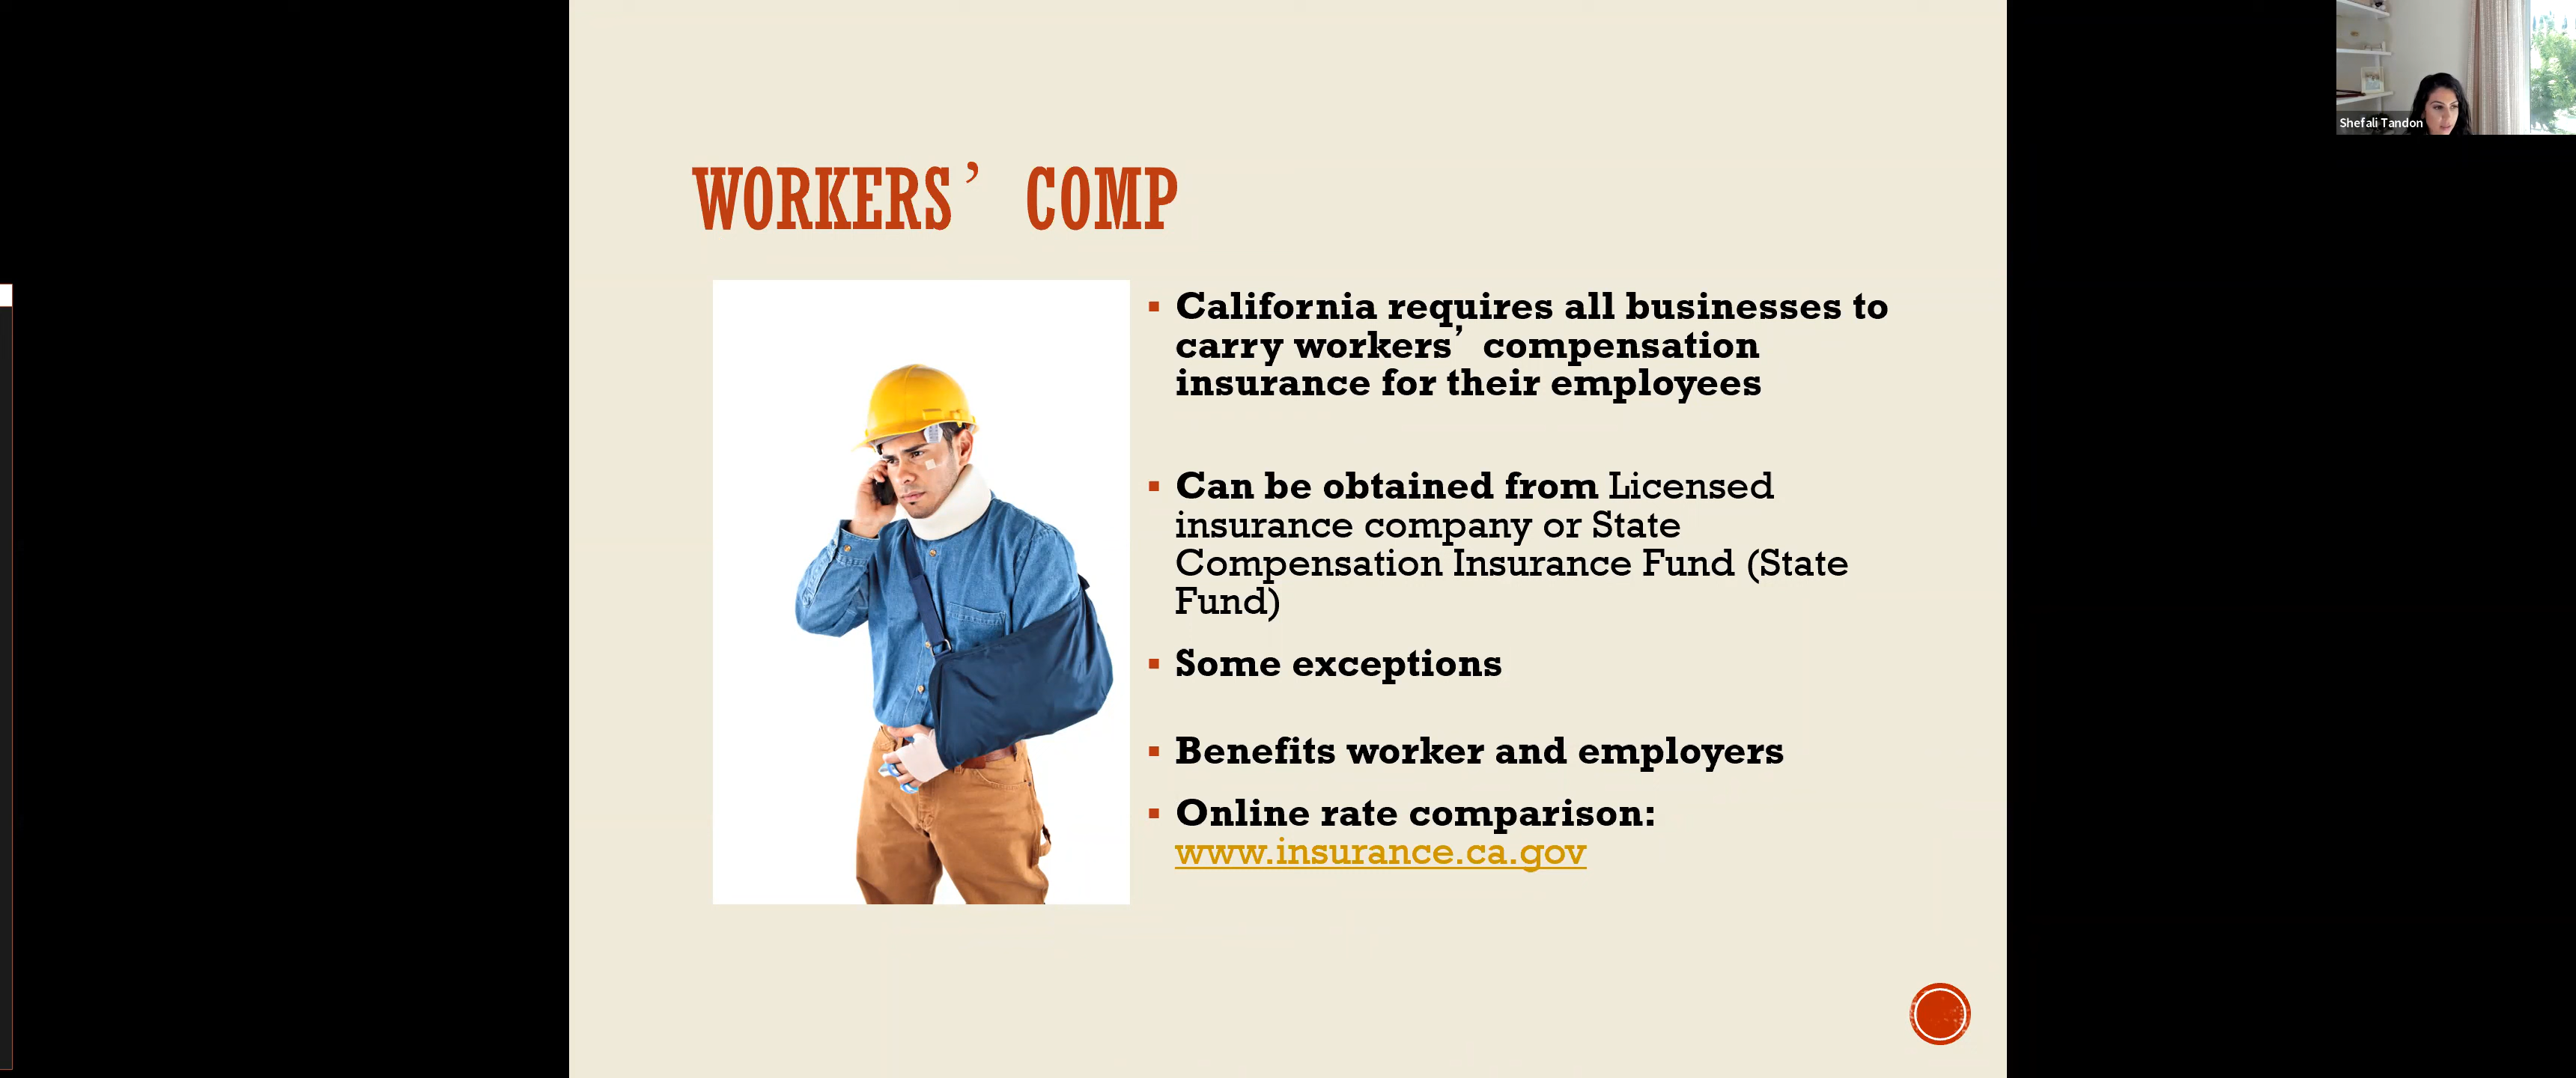 Shefali Tandon
WORKERS’ COMP
▪ California requires all businesses to
carry workers’ compensation
insurance for their employees
▪ Can be obtained from Licensed
insurance company or State
Compensation Insurance Fund (State
Fund)
▪ Some exceptions
▪ Benefits worker and employers
▪ Online rate comparison:
www.insurance.ca.gov